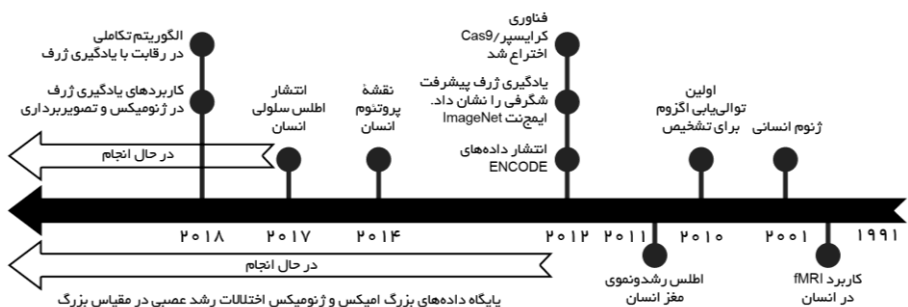 الگوریتم تکاملی
در رقابت با یادگیری ژرف
کاربردهای یادگیری ژرف
در ژنومیکس و تصویربرداری
انتشار
اطلس سلولی
انسان
نقشهٔ
پروتئوم
انسان
فناوری
کرایسپر/Cas9
اختراع شد
یادگیری ژرف پیشرفت
شگرفی را نشان داد.
ایمج‌نت ImageNet
انتشار داده‌های
ENCODE
اولین
توالی‌یابی اگزوم
برای تشخیص
ژنوم انسانی
در حال انجام
۲۰۱۸ ۲۰۱۷ ۲۰۱۴ ۲۰۱۲ ۲۰۱۱ ۲۰۱۰ ۲۰۰۱ ۱۹۹۱
در حال انجام
اطلس رشدونموی
مغز انسان
کاربرد fMRI
در انسان
پایگاه داده‌های بزرگ امیکس و ژنومیکس اختلالات رشد عصبی در مقیاس بزرگ